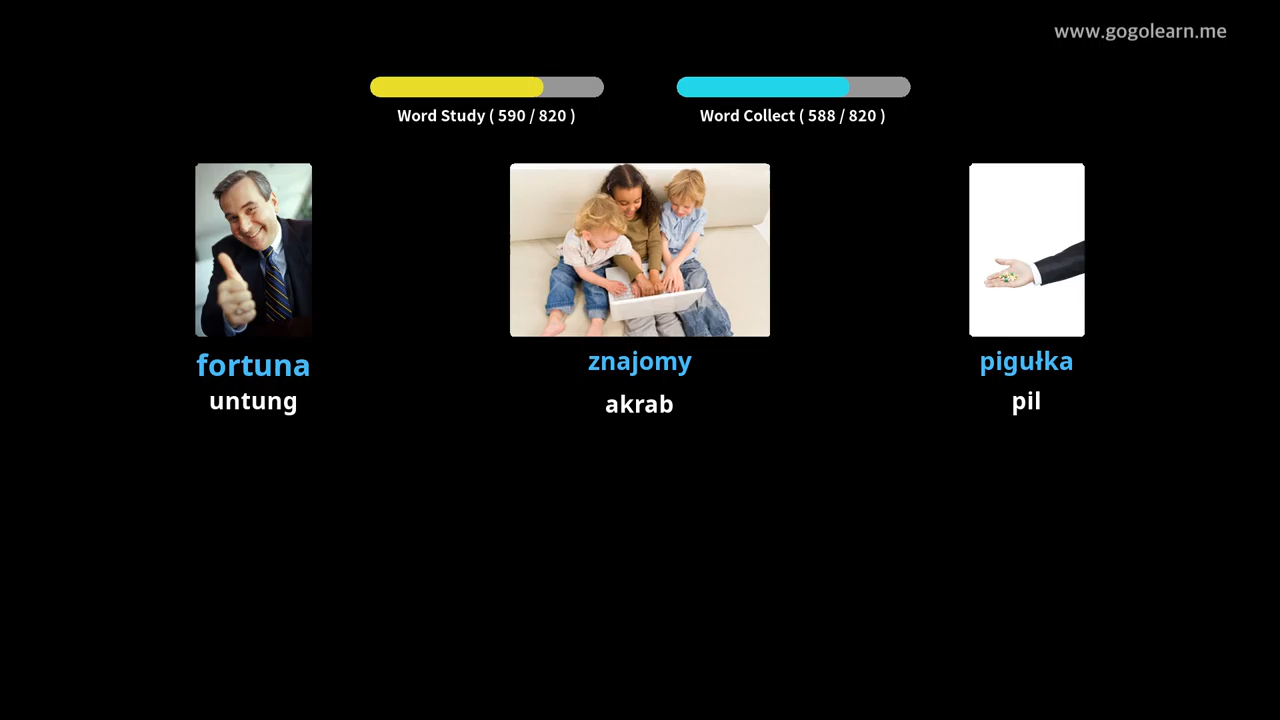 www.gogolearn.me
Word Study ( 590 / 820 )
Word Collect ( 588 / 820 )
fortuna
untung
znajomy
akrab
pigułka
pil